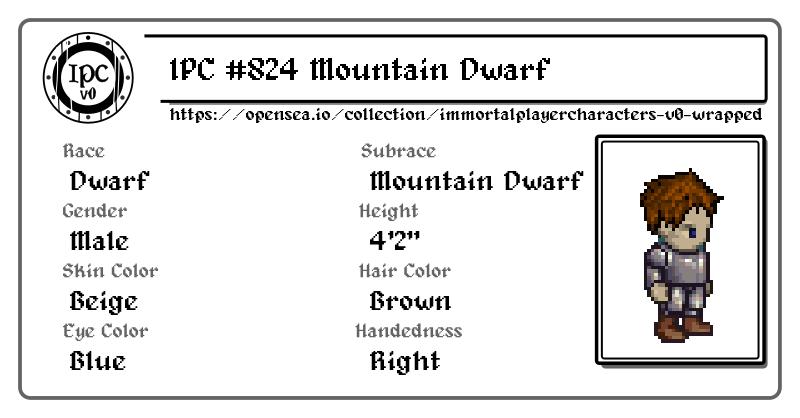 IPC
v0
IPC #824 Mountain Dwarf
https://opensea.io/collection/immortalplayercharacters-v0-wrapped
Race
Subrace
Dwarf
Mountain Dwarf
Gender
Height
Male
4'2"
Skin Color
Hair Color
Beige
Brown
Eye Color
Handedness
Blue
Right